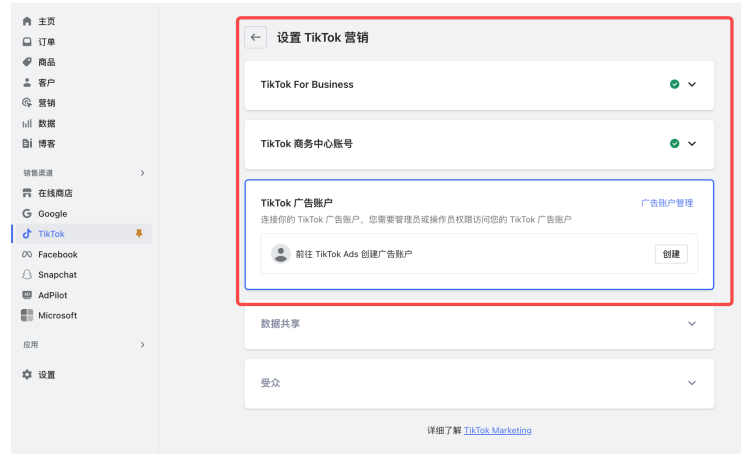 主页
订单
商品
客户
营销
数据
博客
销售渠道
在线商店
Google
TikTok
Facebook
Snapchat
AdPilot
Microsoft
应用
设置
设置 TikTok 营销
TikTok For Business
TikTok 商务中心账号
TikTok 广告账户
广告账户管理
连接你的 TikTok 广告账户，您需要管理员或操作员权限访问您的 TikTok 广告账户
前往 TikTok Ads 创建广告账户
创建
数据共享
受众
详细了解 TikTok Marketing